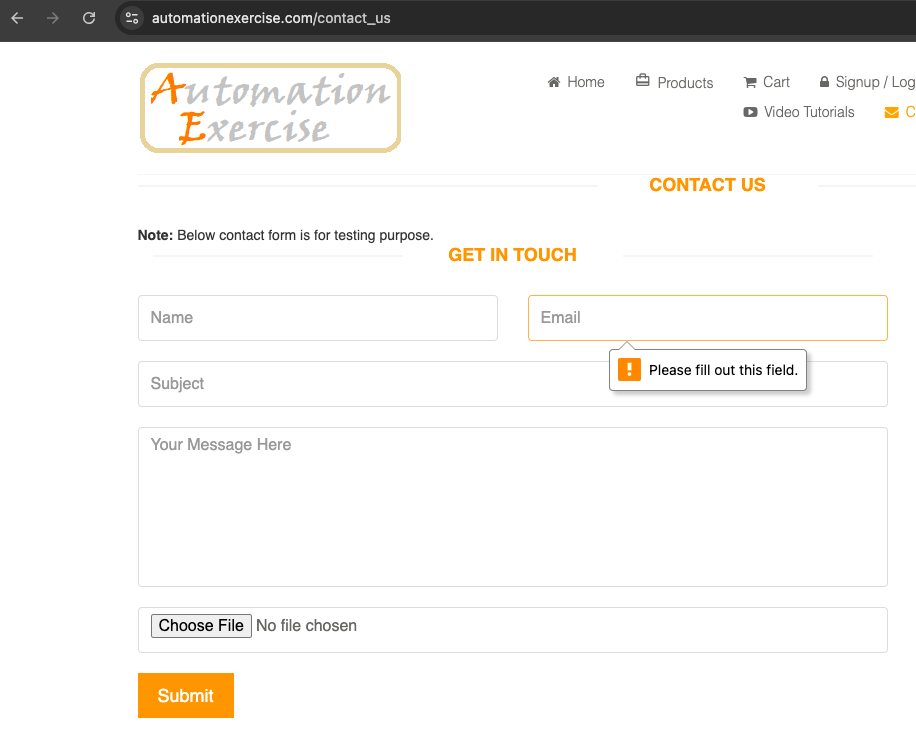 automationexercise.com/contact_us
Automation
Exercise
Home Products Cart Signup / Log
Video Tutorials C
CONTACT US
Note: Below contact form is for testing purpose.
GET IN TOUCH
Name Email
Please fill out this field.
Subject
Your Message Here
Choose File No file chosen
Submit